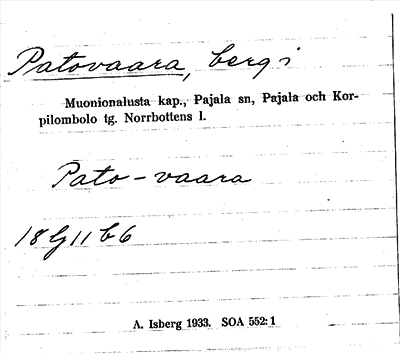 Patovaara, berg i
Muonionalusta kap., Pajala sn, Pajala och Kor-
pilombolo tg. Norrbottens l.
Pato-vaara
18 G 11 b 6
A. Isberg 1933. SOA 552:1